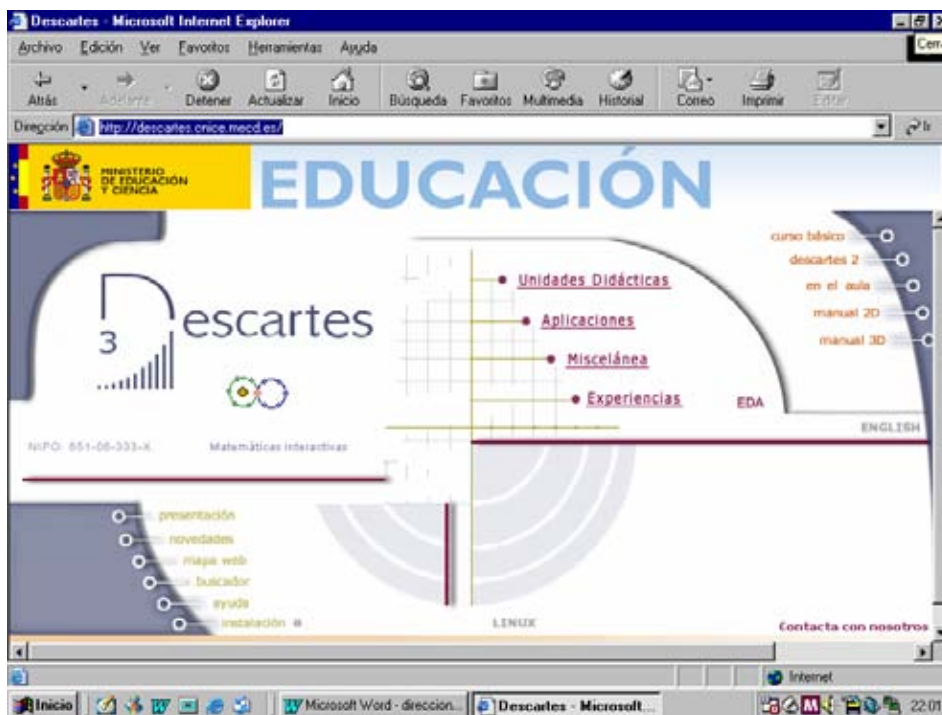 Descartes - Microsoft Internet Explorer
Archivo Edición Ver Favoritos Herramientas Ayuda
Cerr
Atrás Adelante Detener Actualizar Inicio Búsqueda Favoritos Multimedia Historial Correo Imprimir Editar
Dirección http://descartes.cnice.mecd.es/ Ir
MINISTERIO
DE EDUCACIÓN
Y CIENCIA
EDUCACIÓN
curso básico
descartes 2
en el aula
manual 2D
manual 3D
Unidades Didácticas
Aplicaciones
Miscelánea
Experiencias
EDA
ENGLISH
Descartes
3
NIPO: 651-06-333-X
Matemáticas interactivas
presentación
novedades
mapa web
buscador
ayuda
instalación
LINUX
Contacta con nosotros
Internet
Inicio Microsoft Word - direccion... Descartes - Microsoft... 22:01